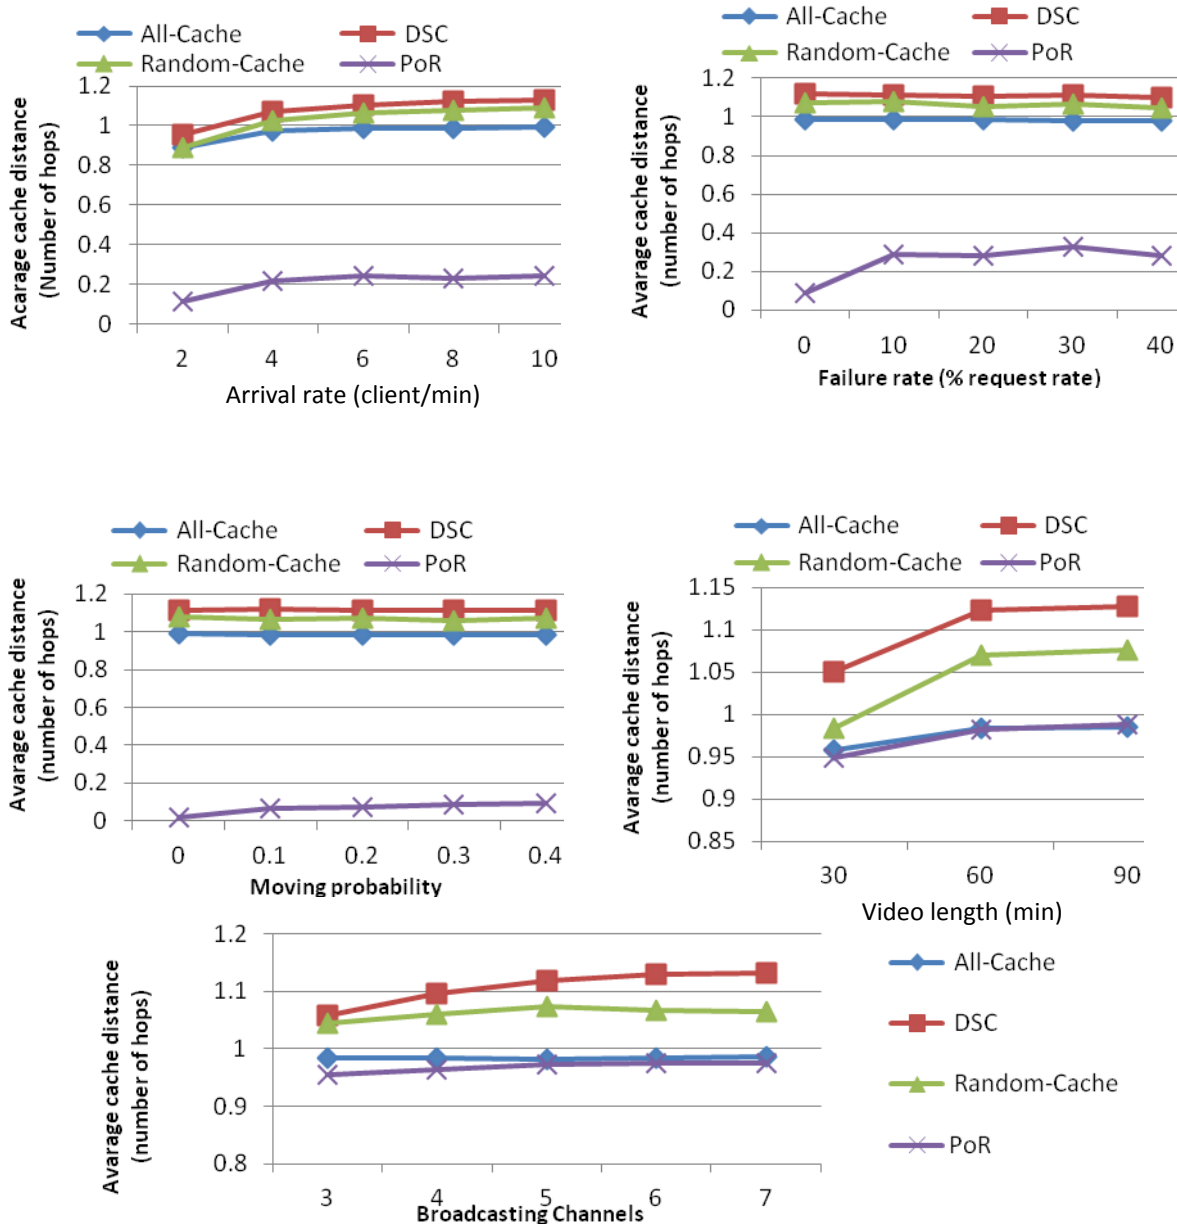 All-Cache DSC
Random-Cache PoR
Acarage cache distance
(Number of hops)
1.2
1
0.8
0.6
0.4
0.2
0
2 4 6 8 10
Arrival rate (client/min)
All-Cache DSC
Random-Cache PoR
Avarage cache distance
(number of hops)
1.2
1
0.8
0.6
0.4
0.2
0
0 10 20 30 40
Failure rate (% request rate)
All-Cache DSC
Random-Cache PoR
Avarage cache distance
(number of hops)
1.2
1
0.8
0.6
0.4
0.2
0
0 0.1 0.2 0.3 0.4
Moving probability
All-Cache DSC
Random-Cache PoR
Avarage cache distance
(number of hops)
1.15
1.1
1.05
1
0.95
0.9
0.85
30 60 90
Video length (min)
Avarage cache distance
(number of hops)
1.2
1.1
1
0.9
0.8
3 4 5 6 7
Broadcasting Channels
All-Cache
DSC
Random-Cache
PoR